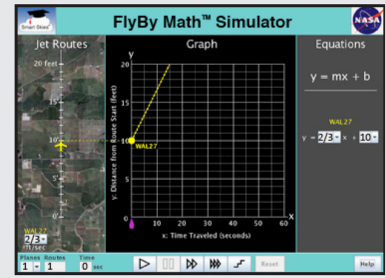 FlyBy Math™ Simulator
Smart Skies™
NASA
Jet Routes
20 feet
15'
10'
5'
0'
WAL27
2/3
ft/sec
Graph
y
20
15
10
5
0
WAL27
y: Distance from Route Start (feet)
10 20 30 40 50 60 x
x: Time Traveled (seconds)
Equations
y = mx + b
WAL27
y = 2/3 x + 10
Planes Routes Time
1 - 1 0 sec
Reset
Help